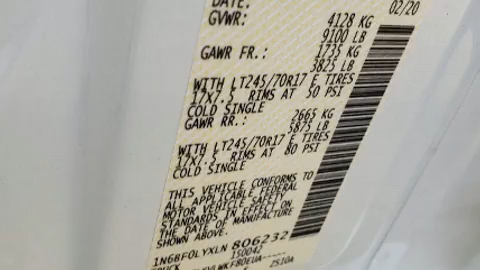 DATE: 02/20
GVWR: 4128 KG
9100 LB
GAWR FR.: 1735 KG
3825 LB
WITH LT245/70R17 E TIRES
17X7.5 RIMS AT 50 PSI
COLD SINGLE
GAWR RR.: 2665 KG
5875 LB
WITH LT245/70R17 E TIRES
17X7.5 RIMS AT 80 PSI
COLD SINGLE
THIS VEHICLE CONFORMS TO
ALL APPLICABLE FEDERAL
MOTOR VEHICLE SAFETY
STANDARDS IN EFFECT ON
THE DATE OF MANUFACTURE
SHOWN ABOVE.
1N6BF0LYXLN 806232
150042
TRUCK
2510A